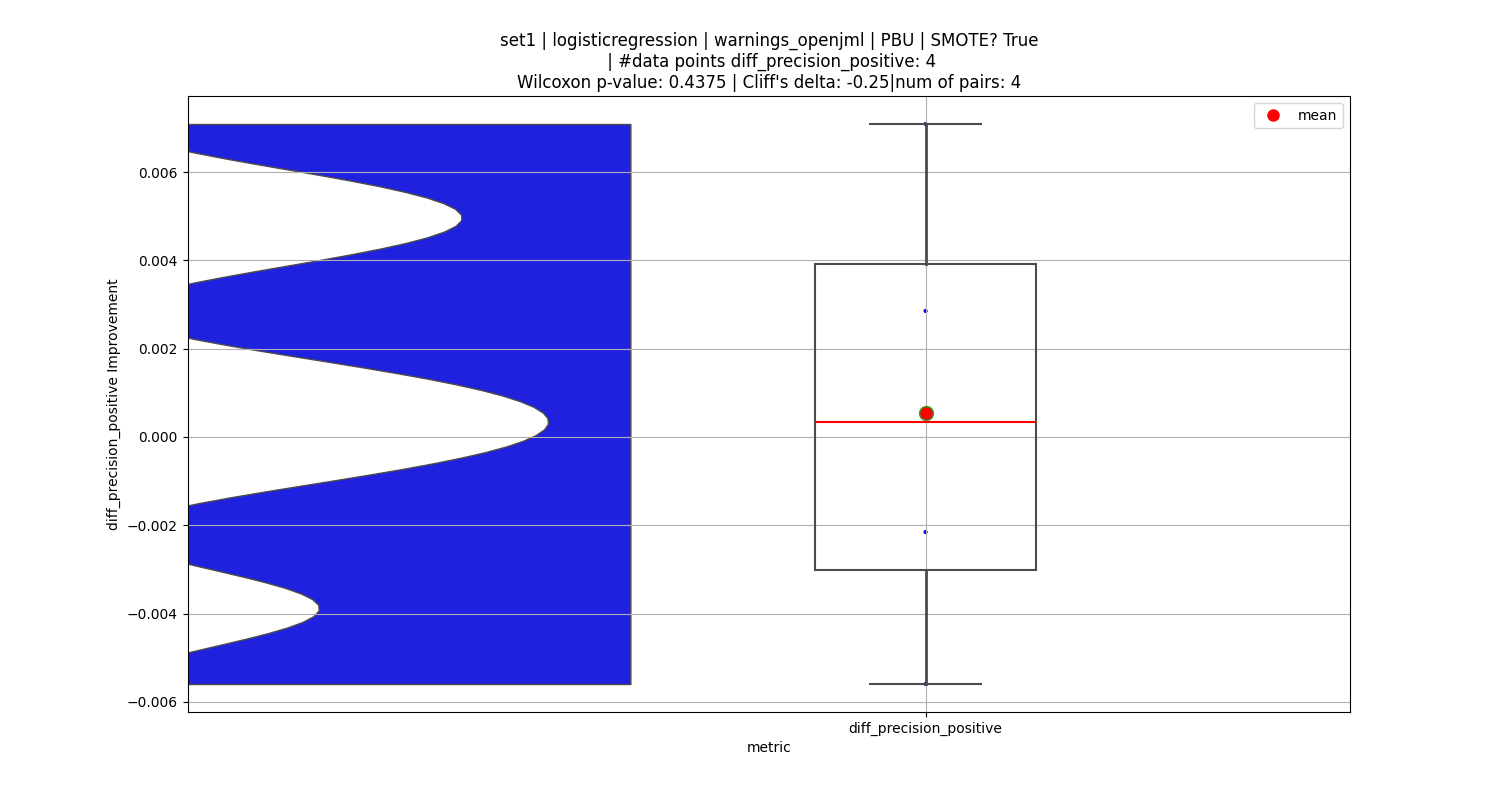 set1 | logisticregression | warnings_openjml | PBU | SMOTE? True
| #data points diff_precision_positive: 4
Wilcoxon p-value: 0.4375 | Cliff's delta: -0.25|num of pairs: 4
mean
0.006
0.004
0.002
0.000
−0.002
−0.004
−0.006
diff_precision_positive Improvement
diff_precision_positive
metric